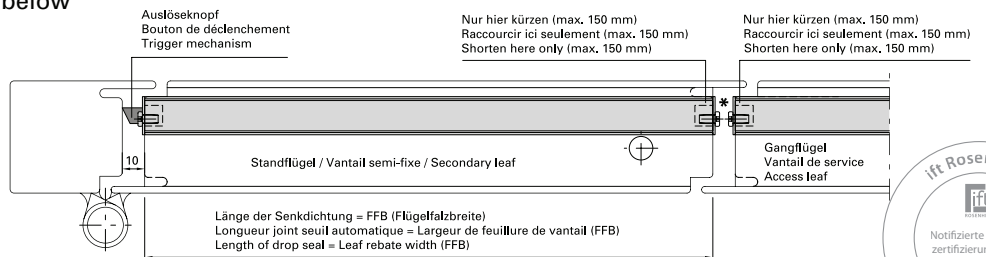 below
Auslöseknopf
Bouton de déclenchement
Trigger mechanism
Nur hier kürzen (max. 150 mm)
Raccourcir ici seulement (max. 150 mm)
Shorten here only (max. 150 mm)
Nur hier kürzen (max. 150 mm)
Raccourcir ici seulement (max. 150 mm)
Shorten here only (max. 150 mm)
*
10
Standflügel / Vantail semi-fixe / Secondary leaf
Gangflügel
Vantail de service
Access leaf
Länge der Senkdichtung = FFB (Flügelfalzbreite)
Longueur joint seuil automatique = Largeur de feuillure de vantail (FFB)
Length of drop seal = Leaf rebate width (FFB)
ift
ift
ROSENH
Notifizierte